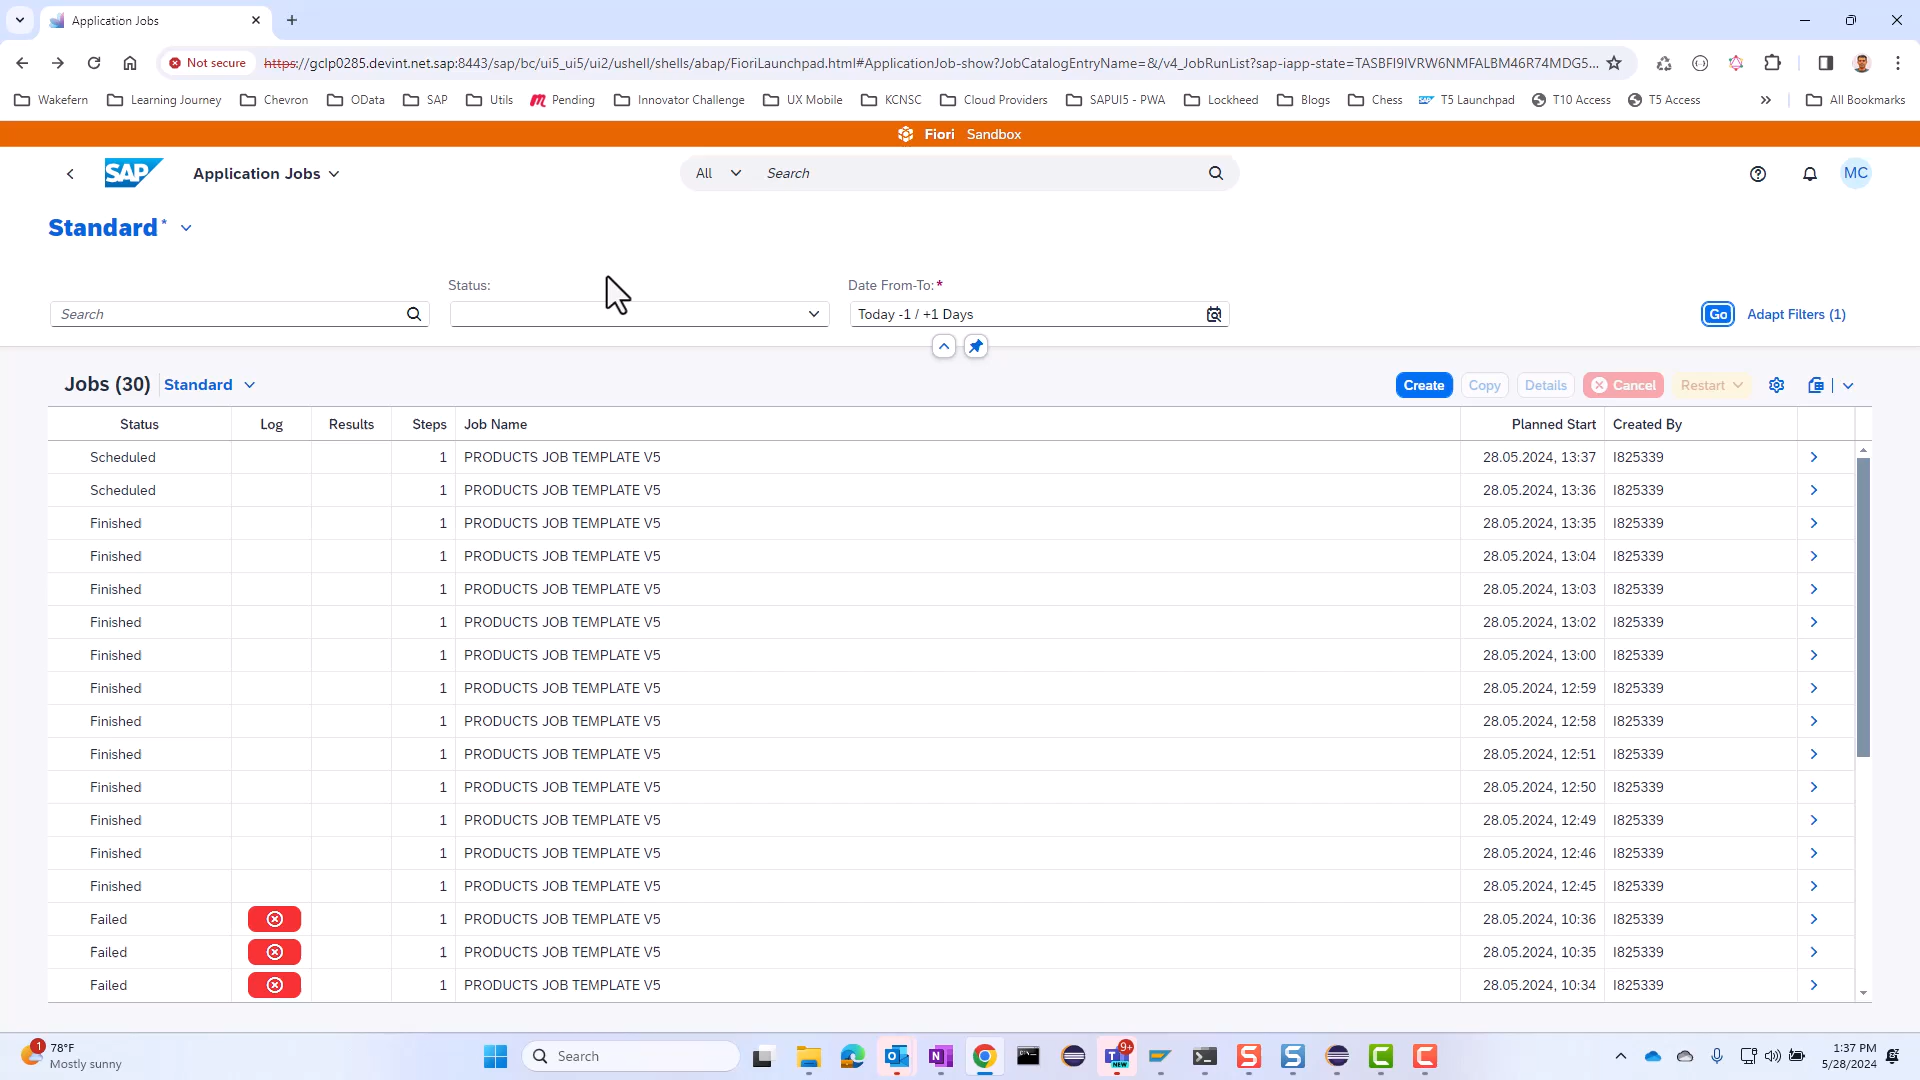 Application Jobs
Not secure https://gclp0285.devint.net.sap:8443/sap/bc/ui5_ui5/ui2/ushell/shells/abap/FioriLaunchpad.html#ApplicationJob-show?JobCatalogEntryName=&/v4_JobRunList?sap-iapp-state=TASBFI9IVRW6NMFALBM46R74MDG5...
Wakefern Learning Journey Chevron OData SAP Utils Pending Innovator Challenge UX Mobile KCNSC Cloud Providers SAPUI5 - PWA Lockheed Blogs Chess T5 Launchpad T10 Access T5 Access » All Bookmarks
Fiori Sandbox
SAP Application Jobs All Search MC
Standard *
Status: Date From-To:*
Search Today -1 / +1 Days Go Adapt Filters (1)
Jobs (30) Standard Create Copy Details Cancel Restart
Status Log Results Steps Job Name Planned Start Created By
Scheduled 1 PRODUCTS JOB TEMPLATE V5 28.05.2024, 13:37 I825339
Scheduled 1 PRODUCTS JOB TEMPLATE V5 28.05.2024, 13:36 I825339
Finished 1 PRODUCTS JOB TEMPLATE V5 28.05.2024, 13:35 I825339
Finished 1 PRODUCTS JOB TEMPLATE V5 28.05.2024, 13:04 I825339
Finished 1 PRODUCTS JOB TEMPLATE V5 28.05.2024, 13:03 I825339
Finished 1 PRODUCTS JOB TEMPLATE V5 28.05.2024, 13:02 I825339
Finished 1 PRODUCTS JOB TEMPLATE V5 28.05.2024, 13:00 I825339
Finished 1 PRODUCTS JOB TEMPLATE V5 28.05.2024, 12:59 I825339
Finished 1 PRODUCTS JOB TEMPLATE V5 28.05.2024, 12:58 I825339
Finished 1 PRODUCTS JOB TEMPLATE V5 28.05.2024, 12:51 I825339
Finished 1 PRODUCTS JOB TEMPLATE V5 28.05.2024, 12:50 I825339
Finished 1 PRODUCTS JOB TEMPLATE V5 28.05.2024, 12:49 I825339
Finished 1 PRODUCTS JOB TEMPLATE V5 28.05.2024, 12:46 I825339
Finished 1 PRODUCTS JOB TEMPLATE V5 28.05.2024, 12:45 I825339
Failed 1 PRODUCTS JOB TEMPLATE V5 28.05.2024, 10:36 I825339
Failed 1 PRODUCTS JOB TEMPLATE V5 28.05.2024, 10:35 I825339
Failed 1 PRODUCTS JOB TEMPLATE V5 28.05.2024, 10:34 I825339
1 78°F Search 9+ NEW 1:37 PM
Mostly sunny 5/28/2024